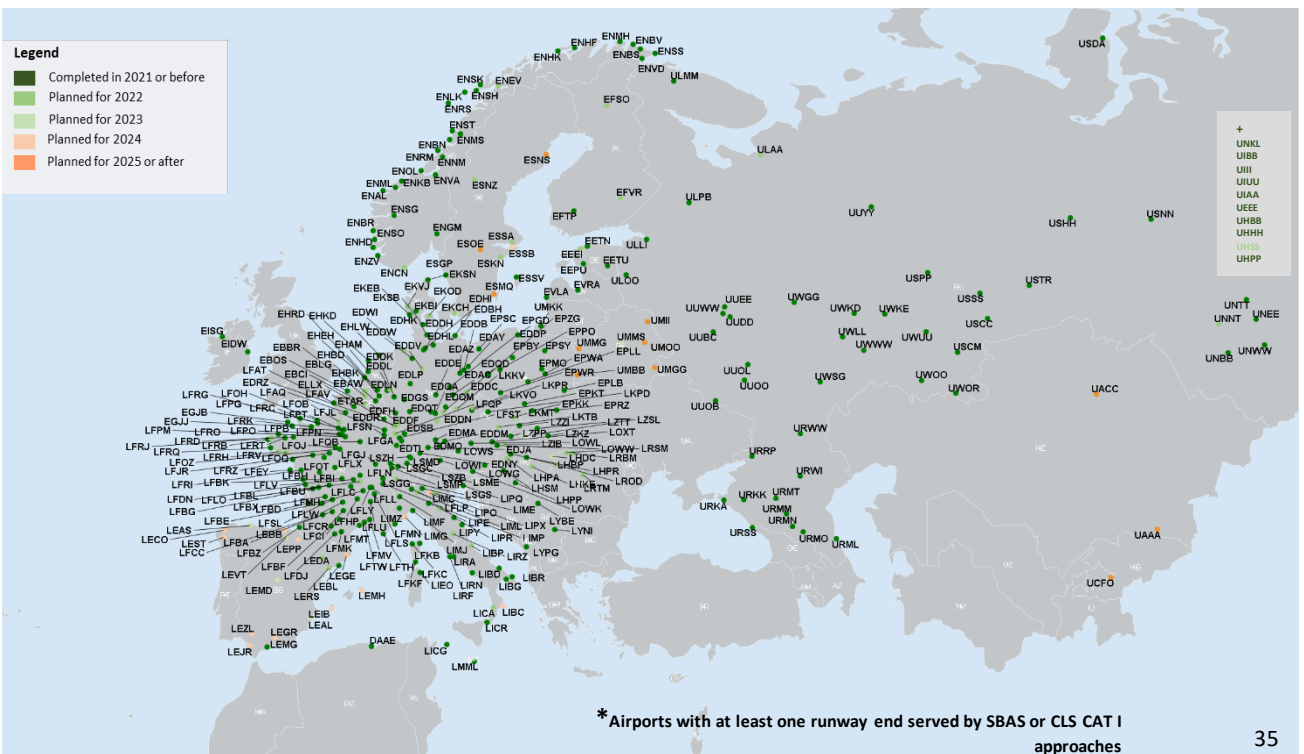 Legend
Completed in 2021 or before
Planned for 2022
Planned for 2023
Planned for 2024
Planned for 2025 or after
ENMH
ENBV
ENHF
ENHK
ENBS
ENSS
ENVD
ULMM
USDA
ENSK
ENEV
ENLK
ENSH
ENRS
EFSO
ENST
ENMS
ENBN
ENRM
ENNM
ESNS
ULAA
ENOL
ENML
ENKB
ENVA
ESNZ
ENAL
EFVR
ULPB
ENSG
EFTP
UUYY
USHH
USNN
ENBR
ENSO
ENGM
ESSA
ENHD
ESOE
ESSB
EETN
ULLI
ENZV
ESKN
EEEI
EETU
ENCN
ESGP
EKSN
ESSV
EEPU
ULOO
USPP
USTR
EKEB
EKVJ
EKOD
ESMQ
EVRA
EKSB
EDHI
EVLA
USSS
EHRD
EHKD
EDWI
EKBI
EKCH
EDBH
UMKK
UUEE
UWGG
EHLW
EDHK
EDDH
EDDB
EPSC
EPGD
EPZG
UMII
UUWW
UUDD
UWKD
UWKE
USCC
EISG
EIDW
EHEH
EHAM
EDDW
EDHL
EDAY
EDDP
EPPO
UMMS
UUBC
UWLL
UWUU
UNTT
UNNT
UNEE
EBBR
EHBD
EDDV
EDAZ
EPBY
EPSY
UMMG
UMOO
UWWW
USCM
EBOS
EBLG
EDDK
EDDE
EDQD
EPMO
EPWA
EPLL
UNBB
UNWW
LFAT
EBCI
EHBK
EDDL
EDLP
EDAC
LKKV
EPWR
UMBB
UMGG
UUOL
EDRZ
ELLX
EBAW
EDLN
EDQA
EDDC
LKPR
EPLB
UUOO
UWSG
UWOO
UWOR
UACC
LFRG
LFOH
LFAQ
LFAV
ETAR
EDGS
EDQM
LKVO
EPKT
LKPD
LFPG
LFRC
LFOB
LFJL
EDFH
EDQT
LFGP
LFST
EKMT
EPKK
EPRZ
UUOB
EGJB
LFRK
LFPT
EDDR
EDDF
EDDN
LZZI
LKTB
LZTT
LZSL
EGJJ
LFPM
LFRO
LFPO
LFPB
LFPN
LFSN
EDSB
EDMA
EDDM
LZPP
LZKZ
LOXT
URWW
LFRJ
LFRD
LFRB
LFRT
LFOJ
LFQB
LFGA
EDTL
EDMO
LZIB
LOWL
LFRQ
LFRH
LFRV
LFOQ
LFGJ
LSZH
LSMD
LCWS
EDJA
LOWW
LRSM
URRP
LFOZ
LFOT
LFLX
LSGC
LOWI
EDNY
LHDC
LRBM
URWI
LFJR
LFRZ
LFEY
LFBH
LFBI
LFLN
LSZB
LOWG
LHBP
LHPR
LFRI
LFBK
LFLV
LFBU
LFLC
LSGG
LSMP
LSME
LHPA
LHKE
LROD
URKK
URMT
LFDN
LFLO
LFBL
LFMH
LFLL
LIMC
LSGS
LIPQ
LHSM
LRTM
URKA
URMM
LFBG
LFBX
LFBD
LFLW
LFLY
LFLP
LIPO
LIME
LHPP
LOWK
URMN
LEAS
LFBE
LFSL
LFCR
LFHP
LFLU
LIMZ
LIMF
LIPE
LIML
LIPX
LYBE
URSS
URMO
URML
UAAA
LECO
LEST
LFBA
LEBB
LFCI
LFMT
LFMN
LIMG
LIPY
LIPR
LIMP
LYNI
LFCC
LFBZ
LEPP
LFMK
LFLS
LIMJ
LIBP
LIRZ
LYPG
LEVT
LFBF
LEDA
LFMV
LFKB
LIRA
UCFO
LEMD
LFDJ
LEGE
LFTW
LFTH
LFKC
LIRN
LIBD
LIBR
LERS
LEBL
LEMH
LFKF
LIEO
LIRF
LIBG
LEIB
LEAL
LICA
LIBC
LEZL
LEGR
LICR
LEJR
LEMG
DAAE
LICG
LMML
+
UNKL
UIBB
UIII
UIUU
UIAA
UEEE
UHBB
UHHH
UHSS
UHPP
*Airports with at least one runway end served by SBAS or CLS CAT I
approaches
35